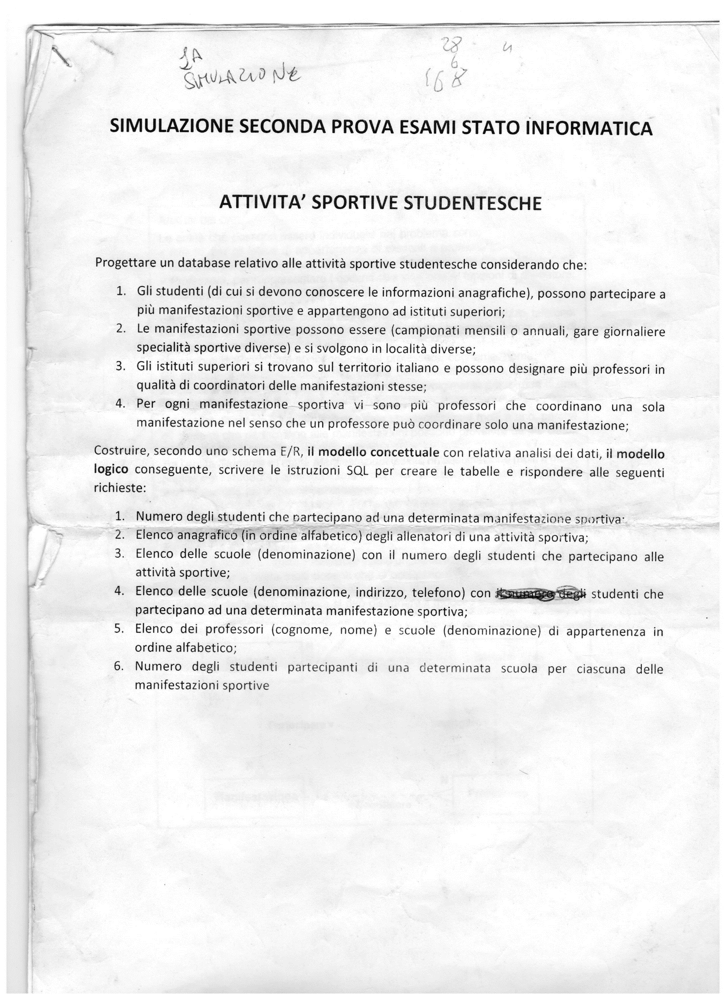 1A
SIMULAZIONE
28 4
6
168
SIMULAZIONE SECONDA PROVA ESAMI STATO INFORMATICA
ATTIVITA' SPORTIVE STUDENTESCHE
Progettare un database relativo alle attività sportive studentesche considerando che:
1. Gli studenti (di cui si devono conoscere le informazioni anagrafiche), possono partecipare a
più manifestazioni sportive e appartengono ad istituti superiori;
2. Le manifestazioni sportive possono essere (campionati mensili o annuali, gare giornaliere
specialità sportive diverse) e si svolgono in località diverse;
3. Gli istituti superiori si trovano sul territorio italiano e possono designare più professori in
qualità di coordinatori delle manifestazioni stesse;
4. Per ogni manifestazione sportiva vi sono più professori che coordinano una sola
manifestazione nel senso che un professore può coordinare solo una manifestazione;
Costruire, secondo uno schema E/R, il modello concettuale con relativa analisi dei dati, il modello
logico conseguente, scrivere le istruzioni SQL per creare le tabelle e rispondere alle seguenti
richieste:
1. Numero degli studenti che partecipano ad una determinata manifestazione sportiva;
2. Elenco anagrafico (in ordine alfabetico) degli allenatori di una attività sportiva;
3. Elenco delle scuole (denominazione) con il numero degli studenti che partecipano alle
attività sportive;
4. Elenco delle scuole (denominazione, indirizzo, telefono) con il numero degli studenti che
partecipano ad una determinata manifestazione sportiva;
5. Elenco dei professori (cognome, nome) e scuole (denominazione) di appartenenza in
ordine alfabetico;
6. Numero degli studenti partecipanti di una determinata scuola per ciascuna delle
manifestazioni sportive